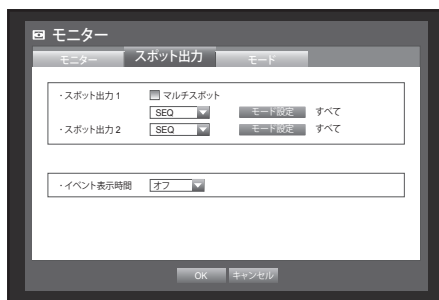 モニター
モニター スポット出力 モード
・スポット出力 1 マルチスポット
SEQ モード設定 すべて
・スポット出力 2 SEQ モード設定 すべて
・イベント表示時間 オフ
OK キャンセル